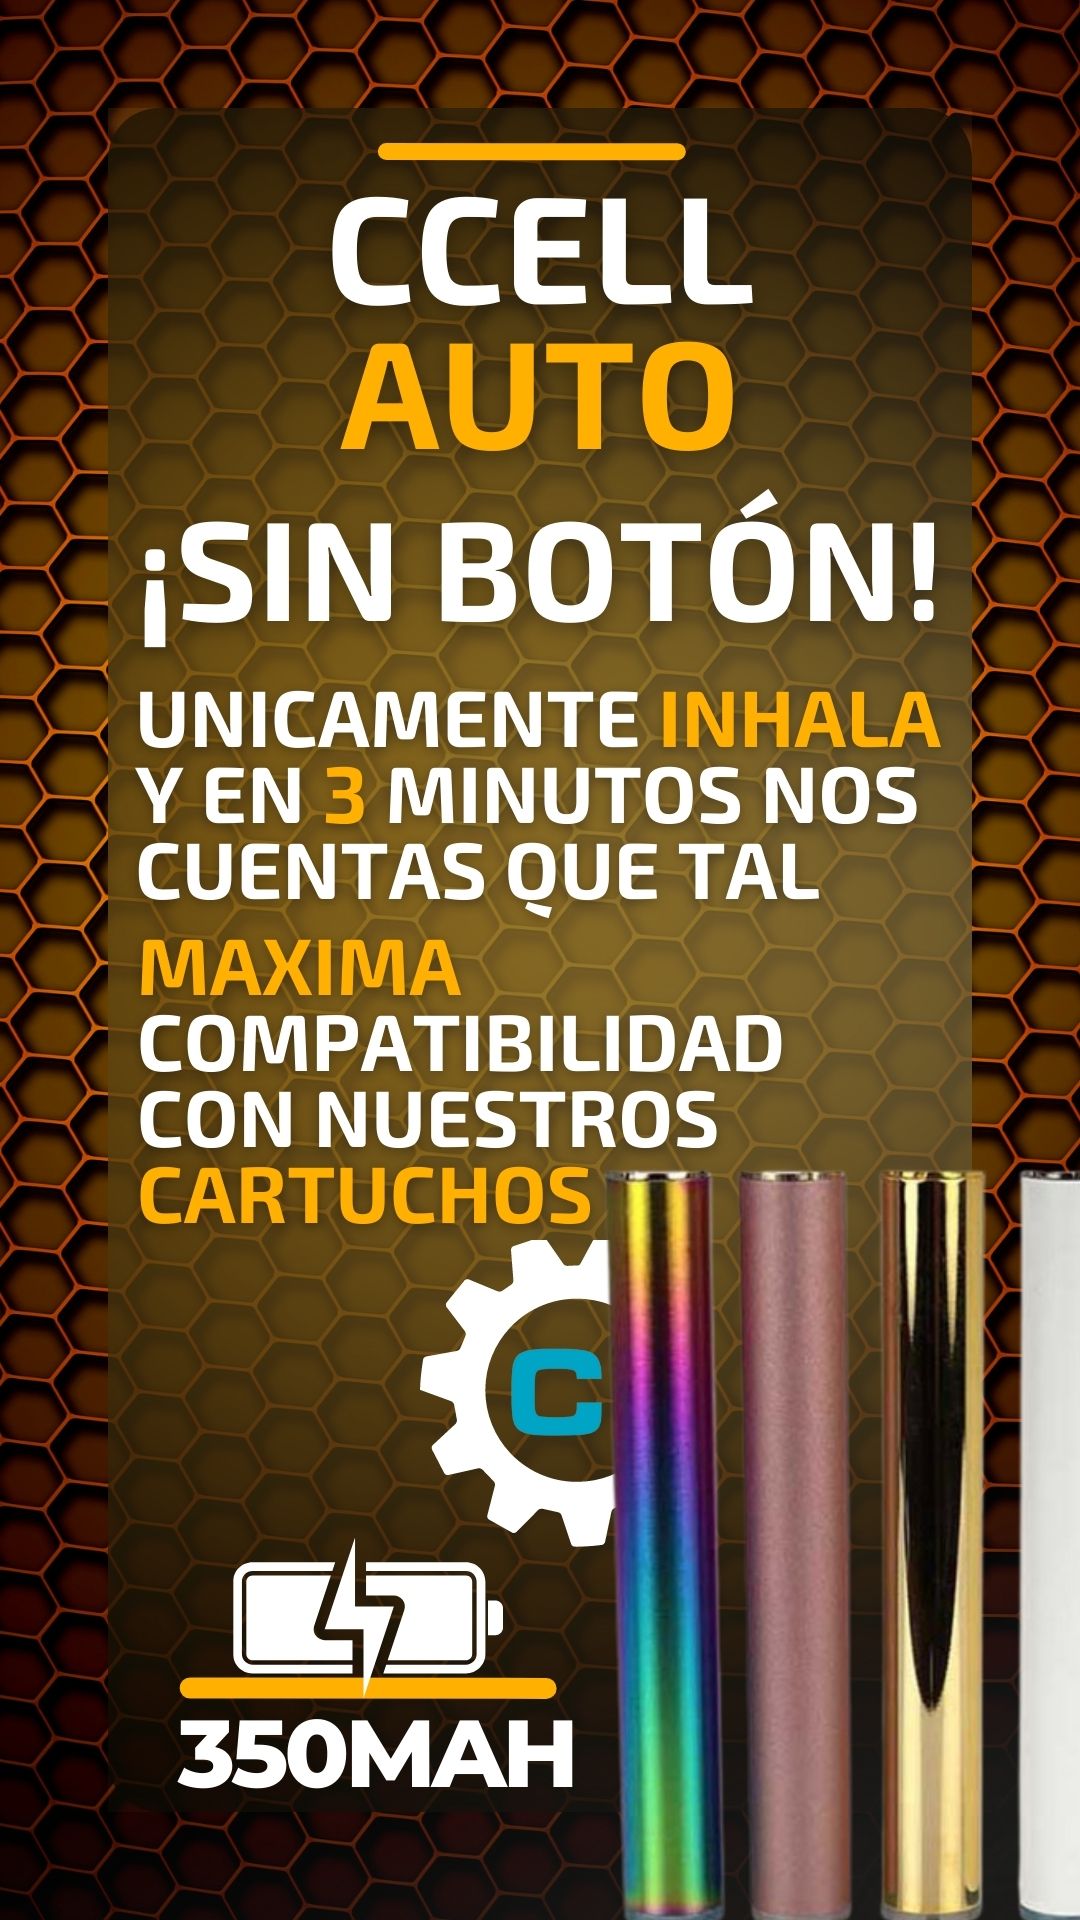 CCELL
AUTO
¡SIN BOTÓN!
UNICAMENTE INHALA
Y EN 3 MINUTOS NOS
CUENTAS QUE TAL
MAXIMA
COMPATIBILIDAD
CON NUESTROS
CARTUCHOS
C
350MAH